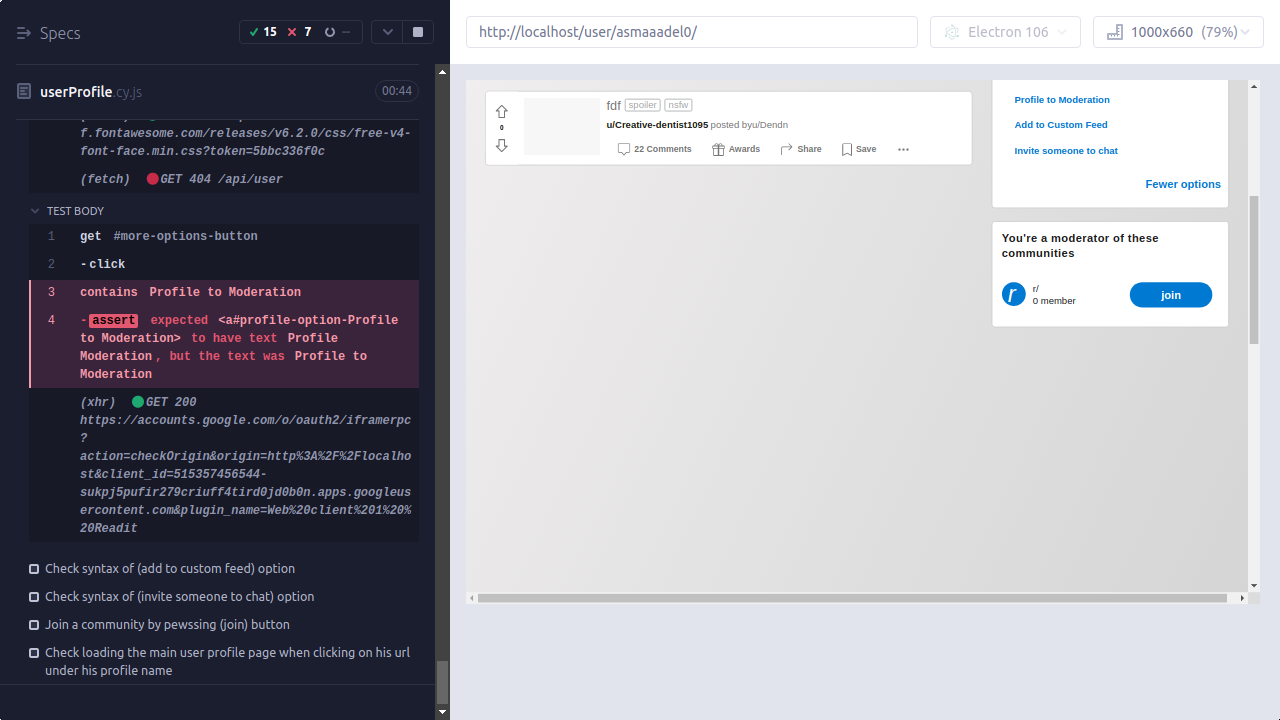 Specs
15 7 --
http://localhost/user/asmaaadel0/
Electron 106
1000x660 (79%)
userProfile.cy.js
00:44
f.fontawesome.com/releases/v6.2.0/css/free-v4-
font-face.min.css?token=5bbc336f0c
(fetch) GET 404 /api/user
TEST BODY
1 get #more-options-button
2 -click
3 contains Profile to Moderation
4 -assert expected <a#profile-option-Profile
to Moderation> to have text Profile
Moderation, but the text was Profile to
Moderation
(xhr) GET 200
https://accounts.google.com/o/oauth2/iframerpc
?
action=checkOrigin&origin=http%3A%2F%2Flocalho
st&client_id=515357456544-
sukpj5pufir279criuff4tird0jd0b0n.apps.googleus
ercontent.com&plugin_name=Web%20client%201%20%
20Readit
Check syntax of (add to custom feed) option
Check syntax of (invite someone to chat) option
Join a community by pewssing (join) button
Check loading the main user profile page when clicking on his url
under his profile name
fdf spoiler nsfw
0
u/Creative-dentist1095 posted byu/Dendn
22 Comments Awards Share Save
Profile to Moderation
Add to Custom Feed
Invite someone to chat
Fewer options
You're a moderator of these
communities
r
r/
0 member
join